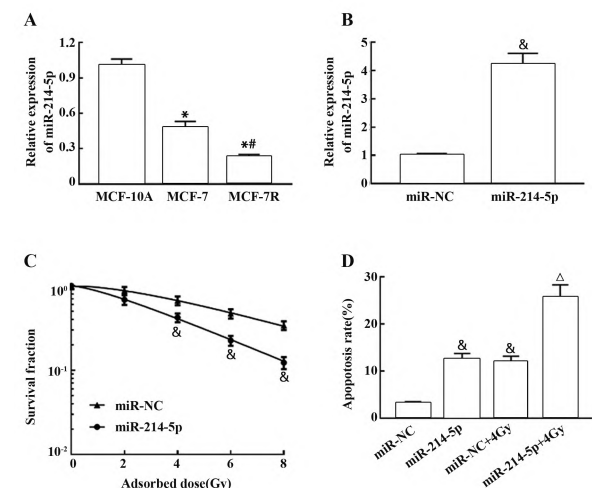 A
Relative expression
of miR-214-5p
1.2
0.9
0.6
0.3
0
*
*#
MCF-10A MCF-7 MCF-7R
B
Relative expression
of miR-214-5p
5
4
3
2
1
0
&
miR-NC miR-214-5p
C
Survival fraction
10⁰
10⁻¹
10⁻²
&
&
&
miR-NC
miR-214-5p
0 2 4 6 8
Adsorbed dose(Gy)
D
Apopotosis rate(%)
30
20
10
0
&
&
△
miR-NC
miR-214-5p
miR-NC+4Gy
miR-214-5p+4Gy